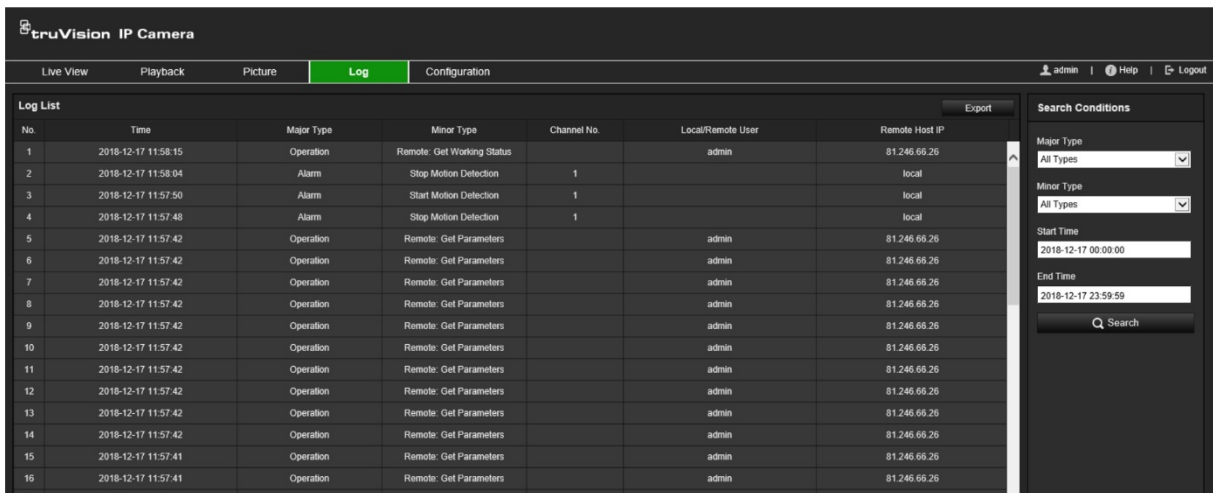 truVision IP Camera
Live View Playback Picture Log Configuration admin | Help | Logout
Log List Export
No. Time Major Type Minor Type Channel No. Local/Remote User Remote Host IP
1 2018-12-17 11:58:15 Operation Remote: Get Working Status admin 81.246.66.26
2 2018-12-17 11:58:04 Alarm Stop Motion Detection 1 local
3 2018-12-17 11:57:50 Alarm Start Motion Detection 1 local
4 2018-12-17 11:57:48 Alarm Stop Motion Detection 1 local
5 2018-12-17 11:57:42 Operation Remote: Get Parameters admin 81.246.66.26
6 2018-12-17 11:57:42 Operation Remote: Get Parameters admin 81.246.66.26
7 2018-12-17 11:57:42 Operation Remote: Get Parameters admin 81.246.66.26
8 2018-12-17 11:57:42 Operation Remote: Get Parameters admin 81.246.66.26
9 2018-12-17 11:57:42 Operation Remote: Get Parameters admin 81.246.66.26
10 2018-12-17 11:57:42 Operation Remote: Get Parameters admin 81.246.66.26
11 2018-12-17 11:57:42 Operation Remote: Get Parameters admin 81.246.66.26
12 2018-12-17 11:57:42 Operation Remote: Get Parameters admin 81.246.66.26
13 2018-12-17 11:57:42 Operation Remote: Get Parameters admin 81.246.66.26
14 2018-12-17 11:57:42 Operation Remote: Get Parameters admin 81.246.66.26
15 2018-12-17 11:57:41 Operation Remote: Get Parameters admin 81.246.66.26
16 2018-12-17 11:57:41 Operation Remote: Get Parameters admin 81.246.66.26
Search Conditions
Major Type
All Types
Minor Type
All Types
Start Time
2018-12-17 00:00:00
End Time
2018-12-17 23:59:59
Search